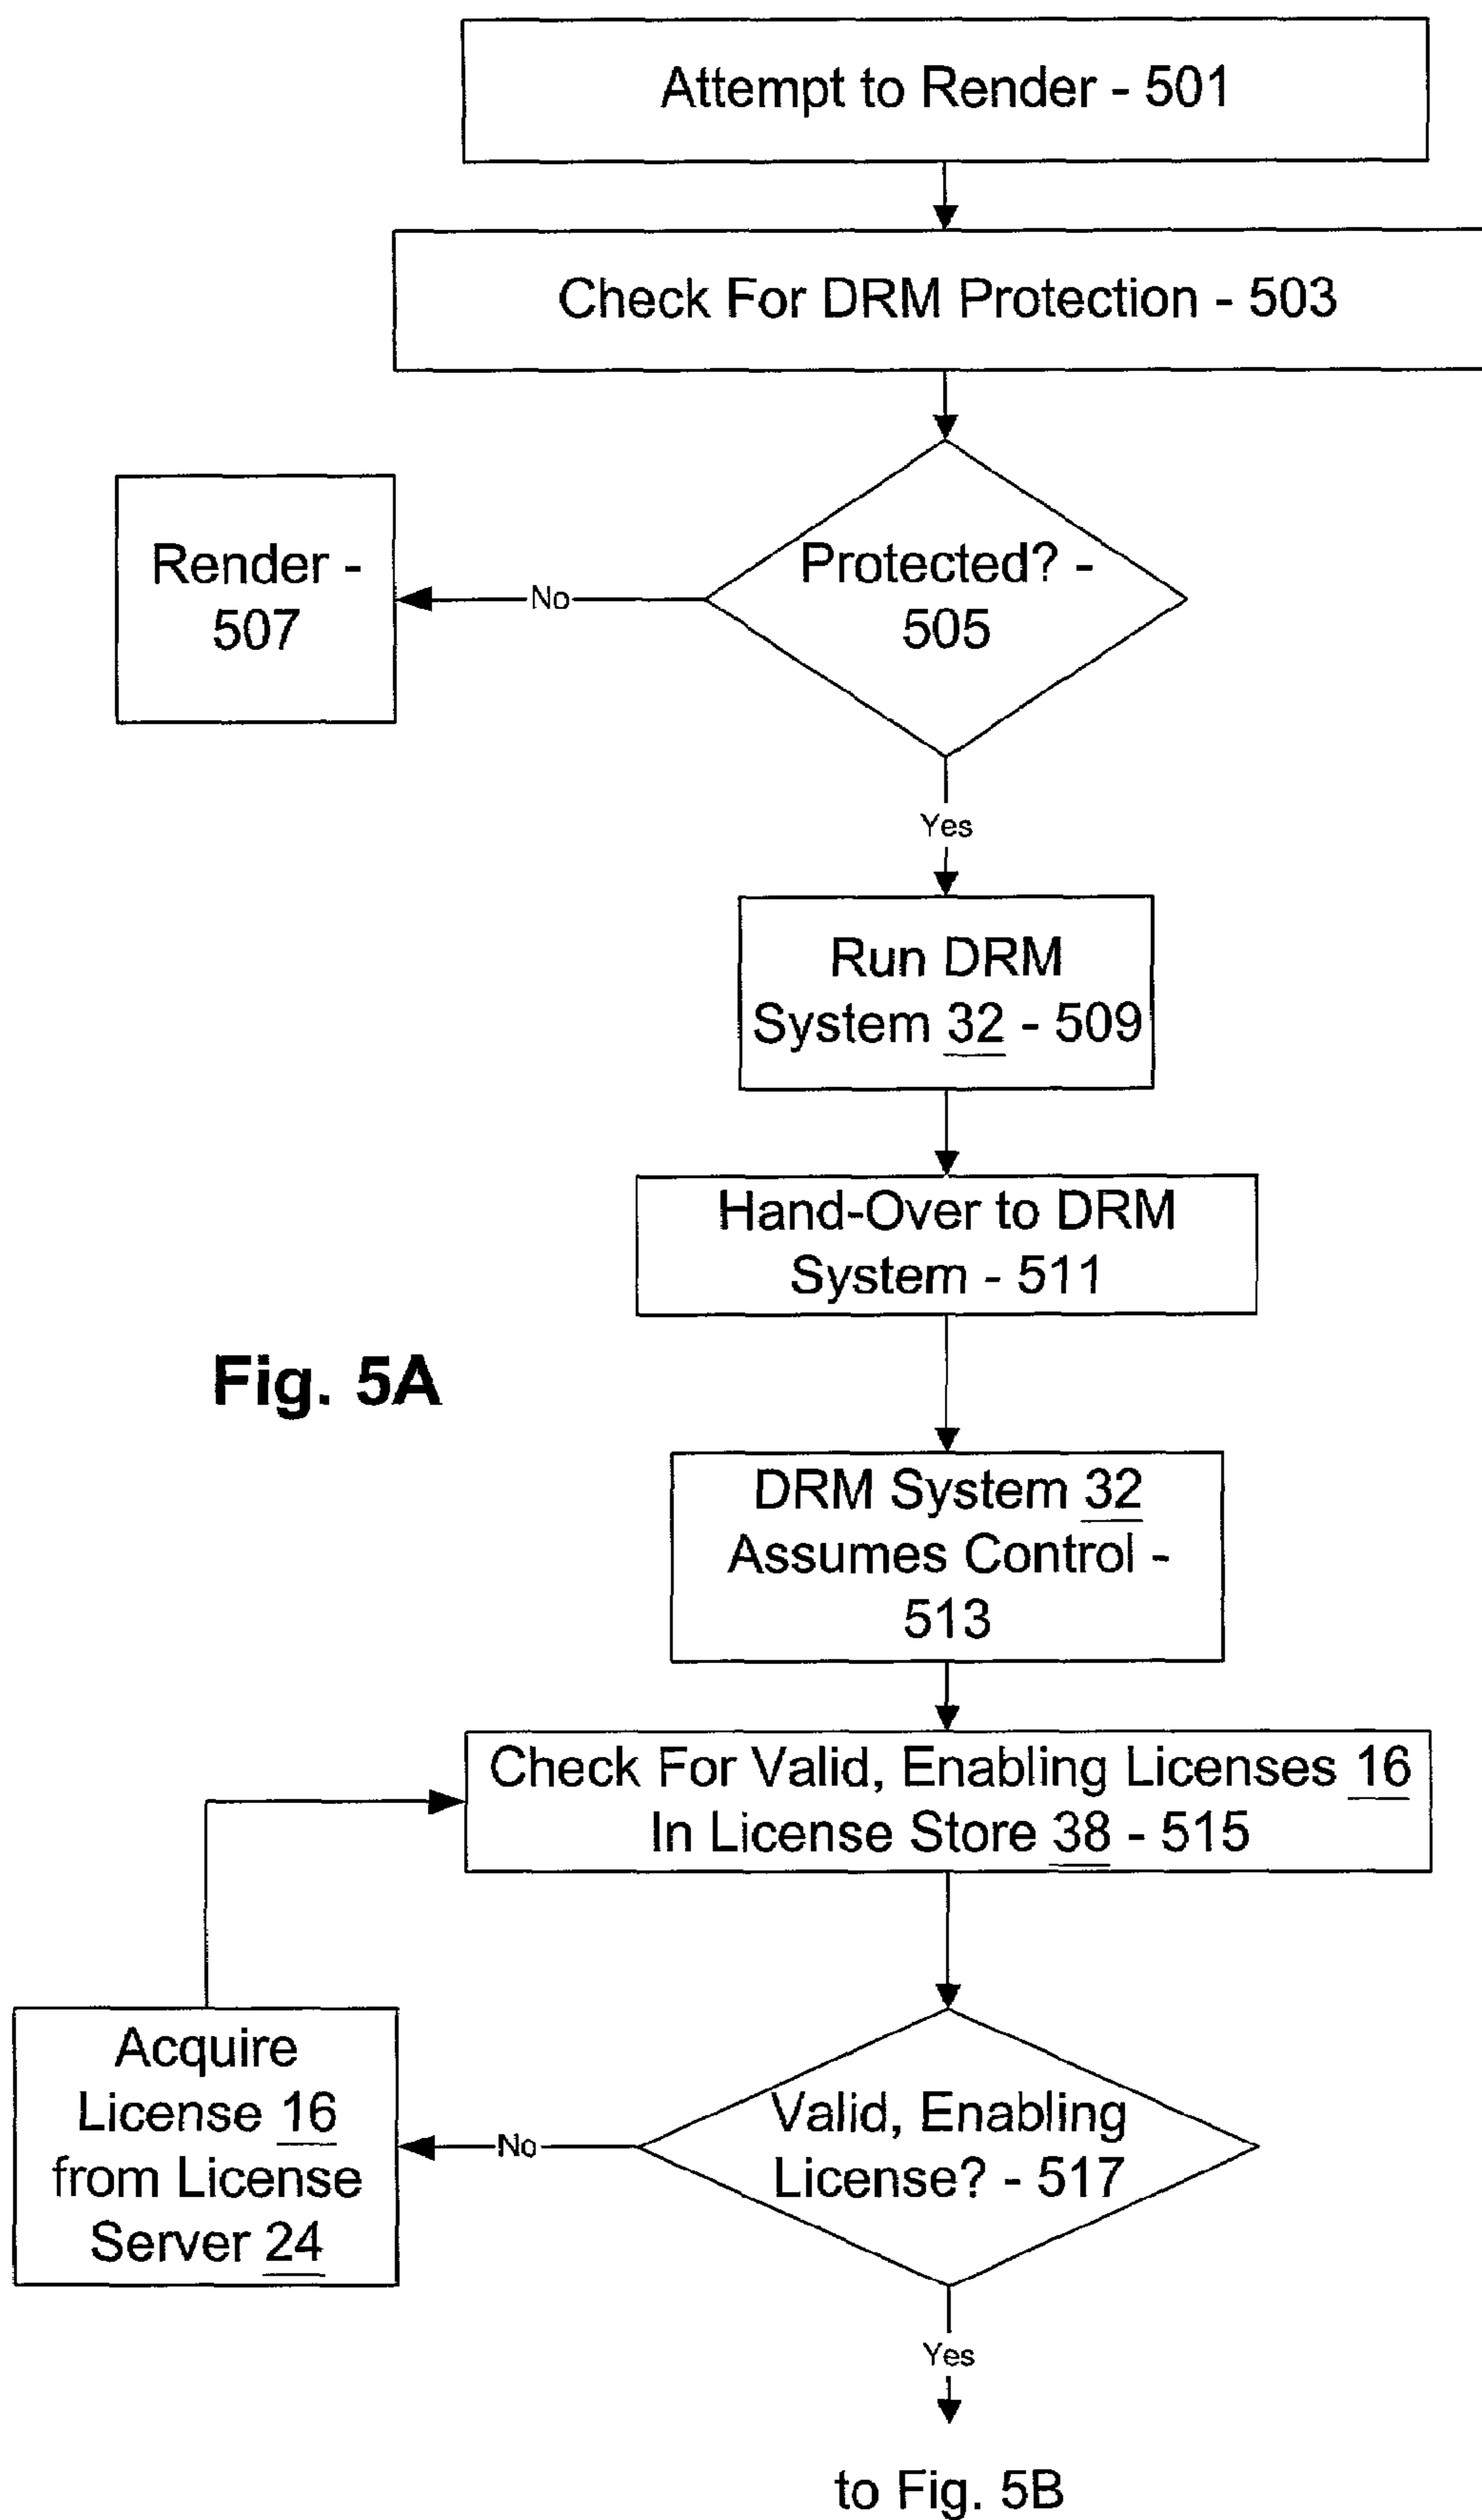 Attempt to Render - 501
Check For DRM Protection - 503
Protected? -
505
No
Render -
507
Yes
Run DRM
System 32 - 509
Hand-Over to DRM
System - 511
Fig. 5A
DRM System 32
Assumes Control -
513
Check For Valid, Enabling Licenses 16
In License Store 38 - 515
Valid, Enabling
License? - 517
No
Acquire
License 16
from License
Server 24
Yes
to Fig. 5B